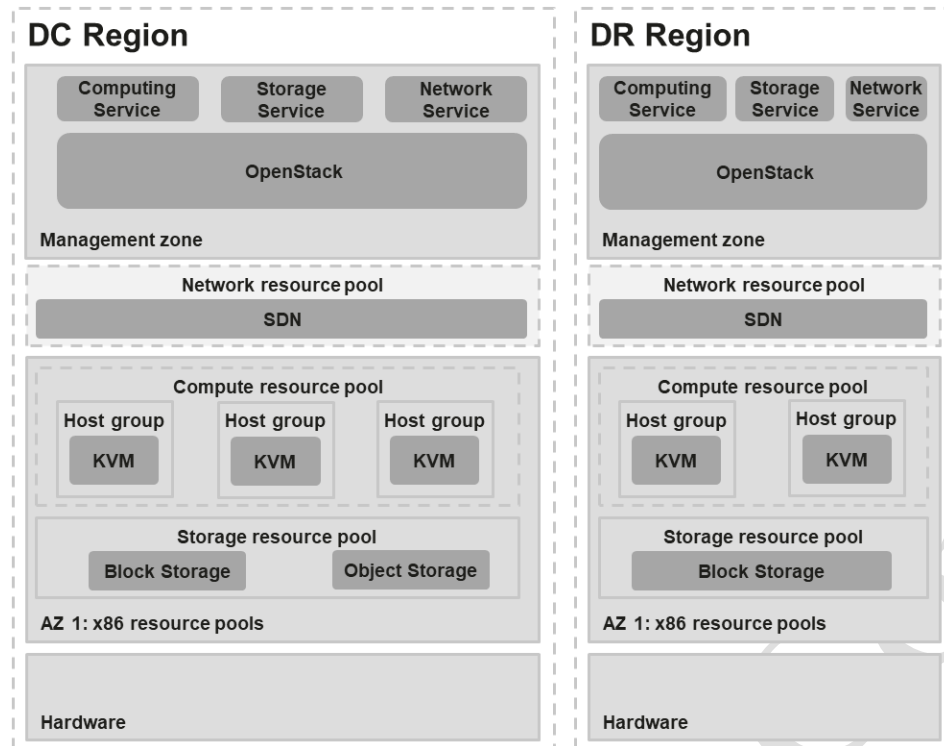 DC Region
Computing
Service
Storage
Service
Network
Service
OpenStack
Management zone
Network resource pool
SDN
Compute resource pool
Host group
KVM
Host group
KVM
Host group
KVM
Storage resource pool
Block Storage
Object Storage
AZ 1: x86 resource pools
Hardware
DR Region
Computing
Service
Storage
Service
Network
Service
OpenStack
Management zone
Network resource pool
SDN
Compute resource pool
Host group
KVM
Host group
KVM
Storage resource pool
Block Storage
AZ 1: x86 resource pools
Hardware